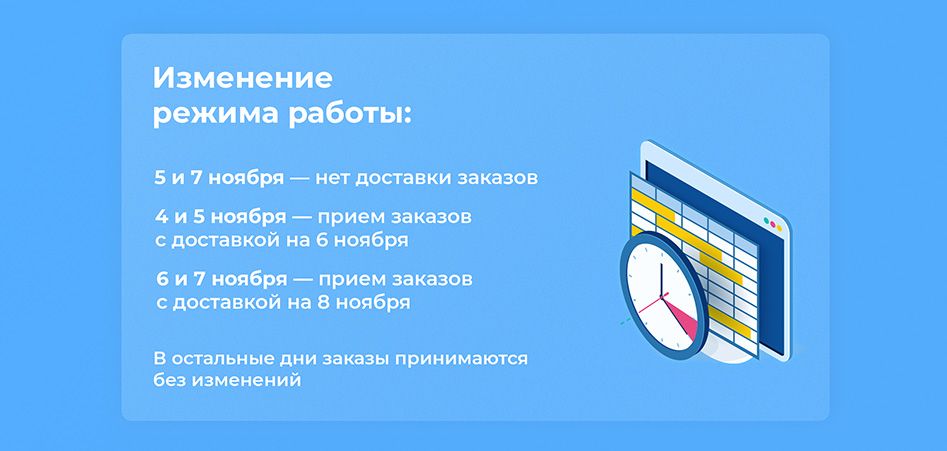 Изменение
режима работы:
5 и 7 ноября — нет доставки заказов
4 и 5 ноября — прием заказов
с доставкой на 6 ноября
6 и 7 ноября — прием заказов
с доставкой на 8 ноября
В остальные дни заказы принимаются
без изменений